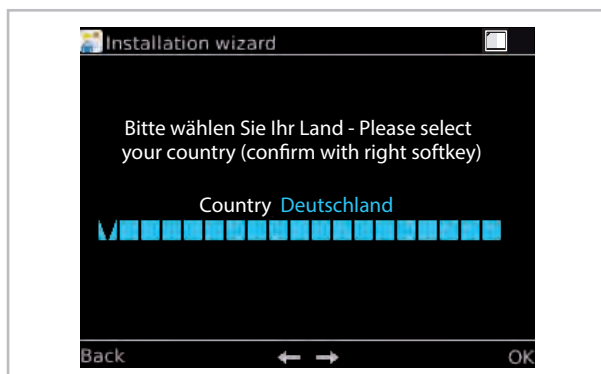 Installation wizard
Bitte wählen Sie Ihr Land - Please select
your country (confirm with right softkey)
Country Deutschland
Back ← → OK